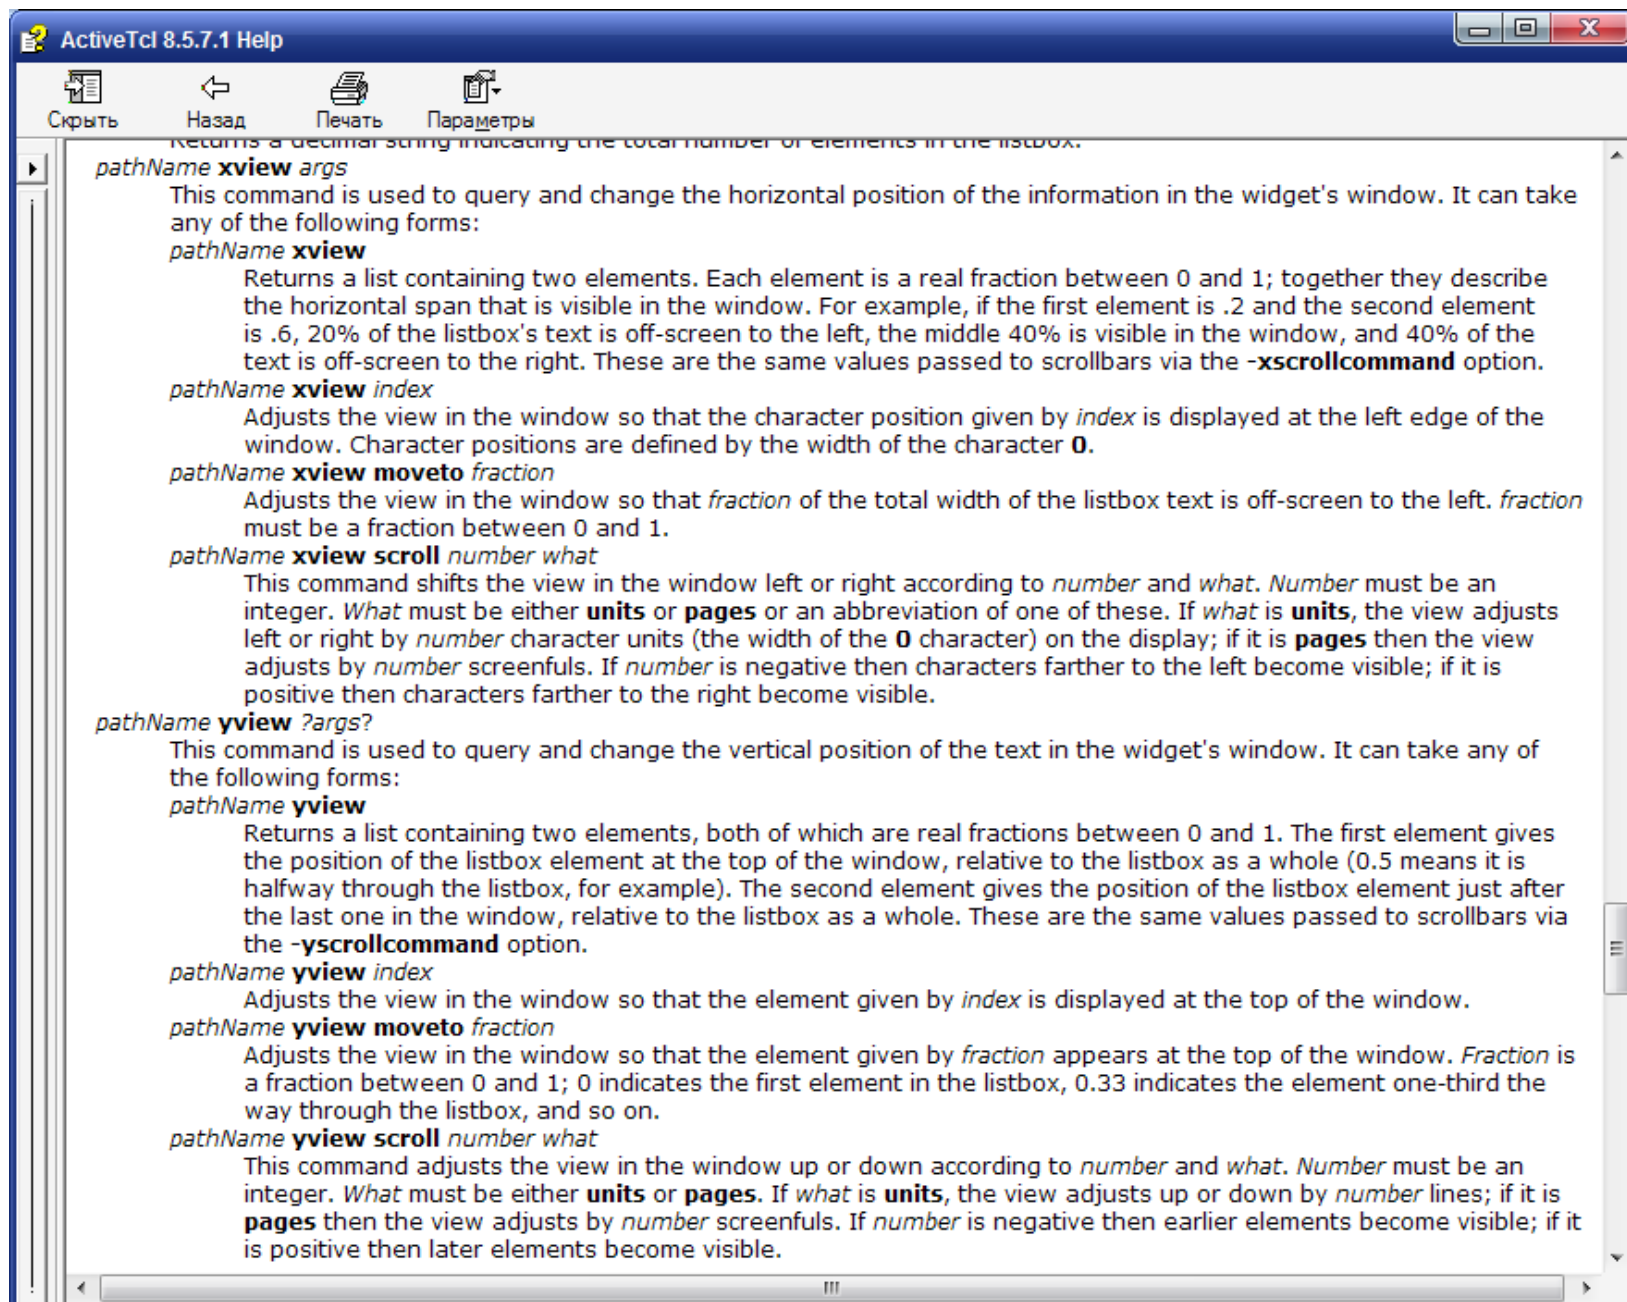 ActiveTcl 8.5.7.1 Help
Скрыть Назад Печать Параметры
Returns a decimal string indicating the total number of elements in the listbox.
pathName xview args
This command is used to query and change the horizontal position of the information in the widget's window. It can take
any of the following forms:
pathName xview
Returns a list containing two elements. Each element is a real fraction between 0 and 1; together they describe
the horizontal span that is visible in the window. For example, if the first element is .2 and the second element
is .6, 20% of the listbox's text is off-screen to the left, the middle 40% is visible in the window, and 40% of the
text is off-screen to the right. These are the same values passed to scrollbars via the -xscrollcommand option.
pathName xview index
Adjusts the view in the window so that the character position given by index is displayed at the left edge of the
window. Character positions are defined by the width of the character 0.
pathName xview moveto fraction
Adjusts the view in the window so that fraction of the total width of the listbox text is off-screen to the left. fraction
must be a fraction between 0 and 1.
pathName xview scroll number what
This command shifts the view in the window left or right according to number and what. Number must be an
integer. What must be either units or pages or an abbreviation of one of these. If what is units, the view adjusts
left or right by number character units (the width of the 0 character) on the display; if it is pages then the view
adjusts by number screenfuls. If number is negative then characters farther to the left become visible; if it is
positive then characters farther to the right become visible.
pathName yview ?args?
This command is used to query and change the vertical position of the text in the widget's window. It can take any of
the following forms:
pathName yview
Returns a list containing two elements, both of which are real fractions between 0 and 1. The first element gives
the position of the listbox element at the top of the window, relative to the listbox as a whole (0.5 means it is
halfway through the listbox, for example). The second element gives the position of the listbox element just after
the last one in the window, relative to the listbox as a whole. These are the same values passed to scrollbars via
the -yscrollcommand option.
pathName yview index
Adjusts the view in the window so that the element given by index is displayed at the top of the window.
pathName yview moveto fraction
Adjusts the view in the window so that the element given by fraction appears at the top of the window. Fraction is
a fraction between 0 and 1; 0 indicates the first element in the listbox, 0.33 indicates the element one-third the
way through the listbox, and so on.
pathName yview scroll number what
This command adjusts the view in the window up or down according to number and what. Number must be an
integer. What must be either units or pages. If what is units, the view adjusts up or down by number lines; if it is
pages then the view adjusts by number screenfuls. If number is negative then earlier elements become visible; if it
is positive then later elements become visible.